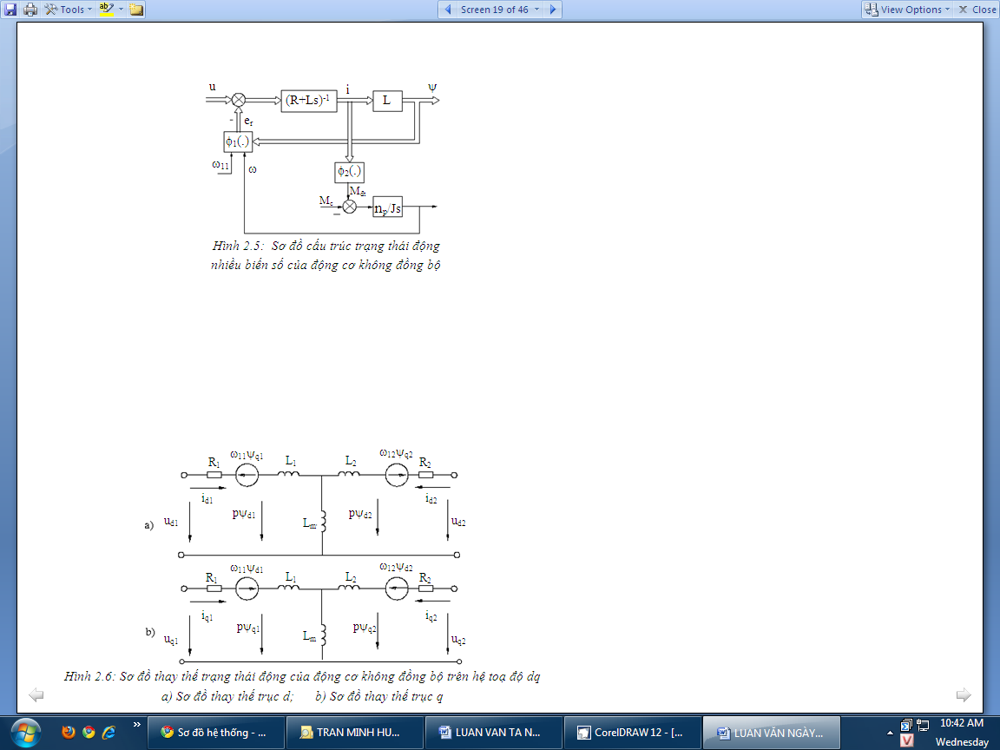 Tools
Screen 19 of 46
View Options
Close
u
i
ψ
(R+Ls)⁻¹
L
-
eᵣ
ϕ₁(.)
ω₁₁
ω
ϕ₂(.)
Mđt
Mc
–
nₚ/Js
Hình 2.5: Sơ đồ cấu trúc trạng thái động
nhiều biến số của động cơ không đồng bộ
R₁ ω₁₁ψq1 L₁ L₂ ω₁₂ψq2 R₂
id1 id2
pψd1 pψd2
a) ud1 Lm ud2
R₁ ω₁₁ψd1 L₁ L₂ ω₁₂ψd2 R₂
iq1 iq2
pψq1 pψq2
b) uq1 Lm uq2
Hình 2.6: Sơ đồ thay thế trạng thái động của động cơ không đồng bộ trên hệ toạ độ dq
a) Sơ đồ thay thế trục d; b) Sơ đồ thay thế trục q
Sơ đồ hệ thống - ...
TRAN MINH HU...
LUAN VAN TA N...
CorelDRAW 12 - [...
LUAN VĂN NGÀY...
10:42 AM
Wednesday